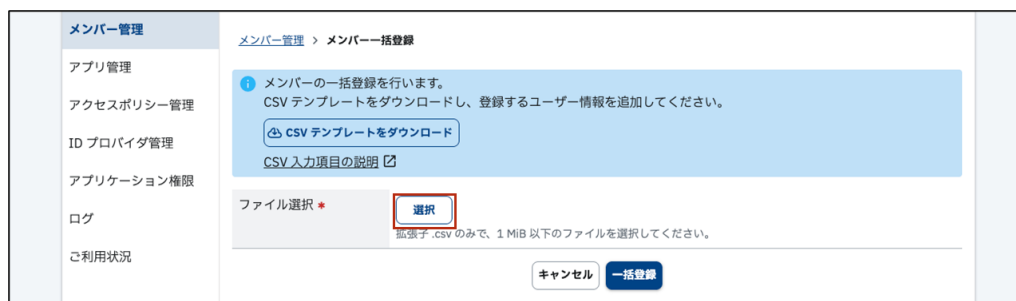 メンバー管理
アプリ管理
アクセスポリシー管理
ID プロバイダ管理
アプリケーション権限
ログ
ご利用状況
メンバー管理 > メンバー一括登録
メンバーの一括登録を行います。
CSV テンプレートをダウンロードし、登録するユーザー情報を追加してください。
CSV テンプレートをダウンロード
CSV 入力項目の説明
ファイル選択 *
選択
拡張子 .csv のみで、1 MiB 以下のファイルを選択してください。
キャンセル 一括登録